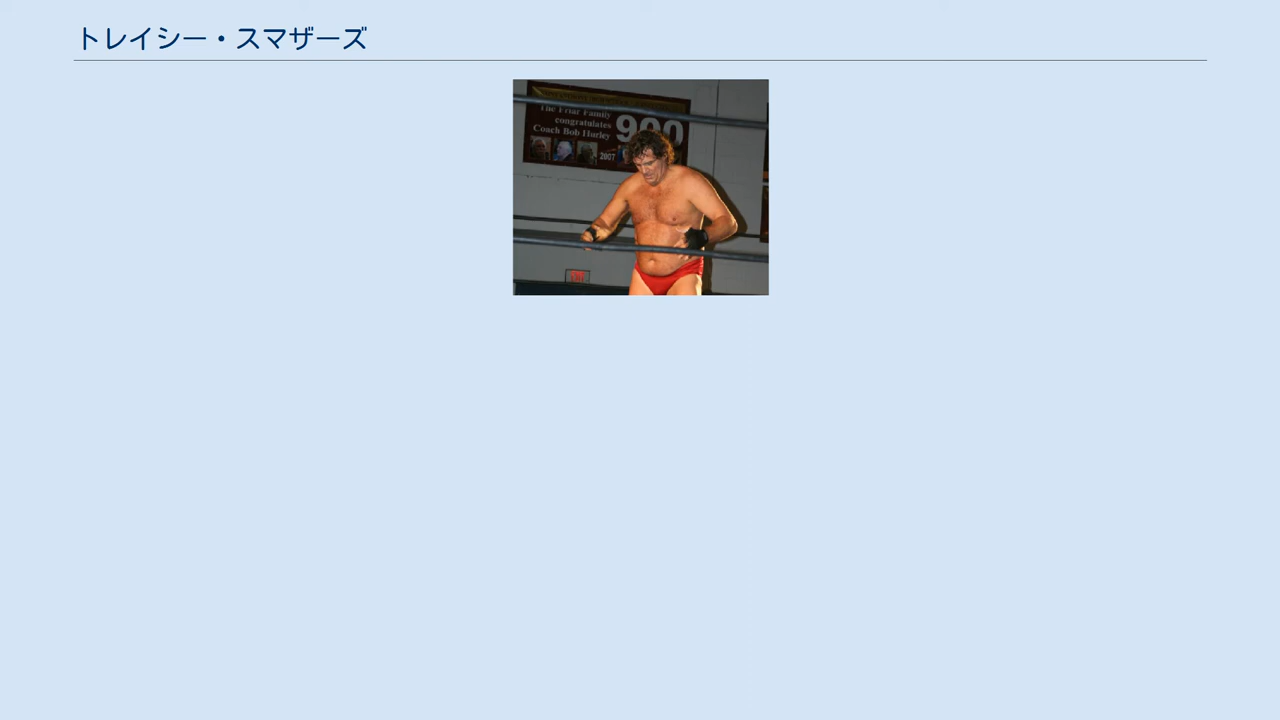 トレイシー・スマザーズ
The Friar Family
congratulates
Coach Bob Hurley
900
2007
EXIT